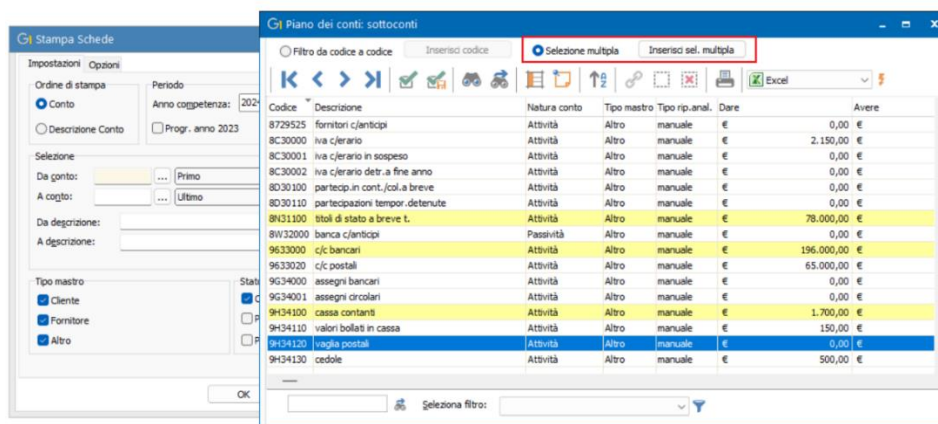 Stampa Schede
Impostazioni Opzioni
Ordine di stampa
Conto
Descrizione Conto
Periodo
Anno competenza: 2024
Progr. anno 2023
Selezione
Da conto: ... Primo
A conto: ... Ultimo
Da descrizione:
A descrizione:
Tipo mastro
Cliente
Fornitore
Altro
OK
Piano dei conti: sottoconti
Filtro da codice a codice Inserisci codice Selezione multipla Inserisci sel. multipla
Excel
Codice Descrizione Natura conto Tipo mastro Tipo rip.anal. Dare Avere
8729525 fornitori c/anticipi Attività Altro manuale € 0,00 €
8C30000 iva c/erario Attività Altro manuale € 2.150,00 €
8C30001 iva c/erario in sospeso Attività Altro manuale € 0,00 €
8C30002 iva c/erario detr.a fine anno Attività Altro manuale € 0,00 €
8D30100 partecip.in cont./col.a breve Attività Altro manuale € 0,00 €
8D30110 partecipazioni tempor.detenute Attività Altro manuale € 0,00 €
8N31100 titoli di stato a breve t. Attività Altro manuale € 78.000,00 €
8W32000 banca c/anticipi Passività Altro manuale € 0,00 €
9633000 c/c bancari Attività Altro manuale € 196.000,00 €
9633020 c/c postali Attività Altro manuale € 65.000,00 €
9G34000 assegni bancari Attività Altro manuale € 0,00 €
9G34001 assegni circolari Attività Altro manuale € 0,00 €
9H34100 cassa contanti Attività Altro manuale € 1.700,00 €
9H34110 valori bollati in cassa Attività Altro manuale € 150,00 €
9H34120 vaglia postali Attività Altro manuale € 0,00 €
9H34130 cedole Attività Altro manuale € 500,00 €
Seleziona filtro: